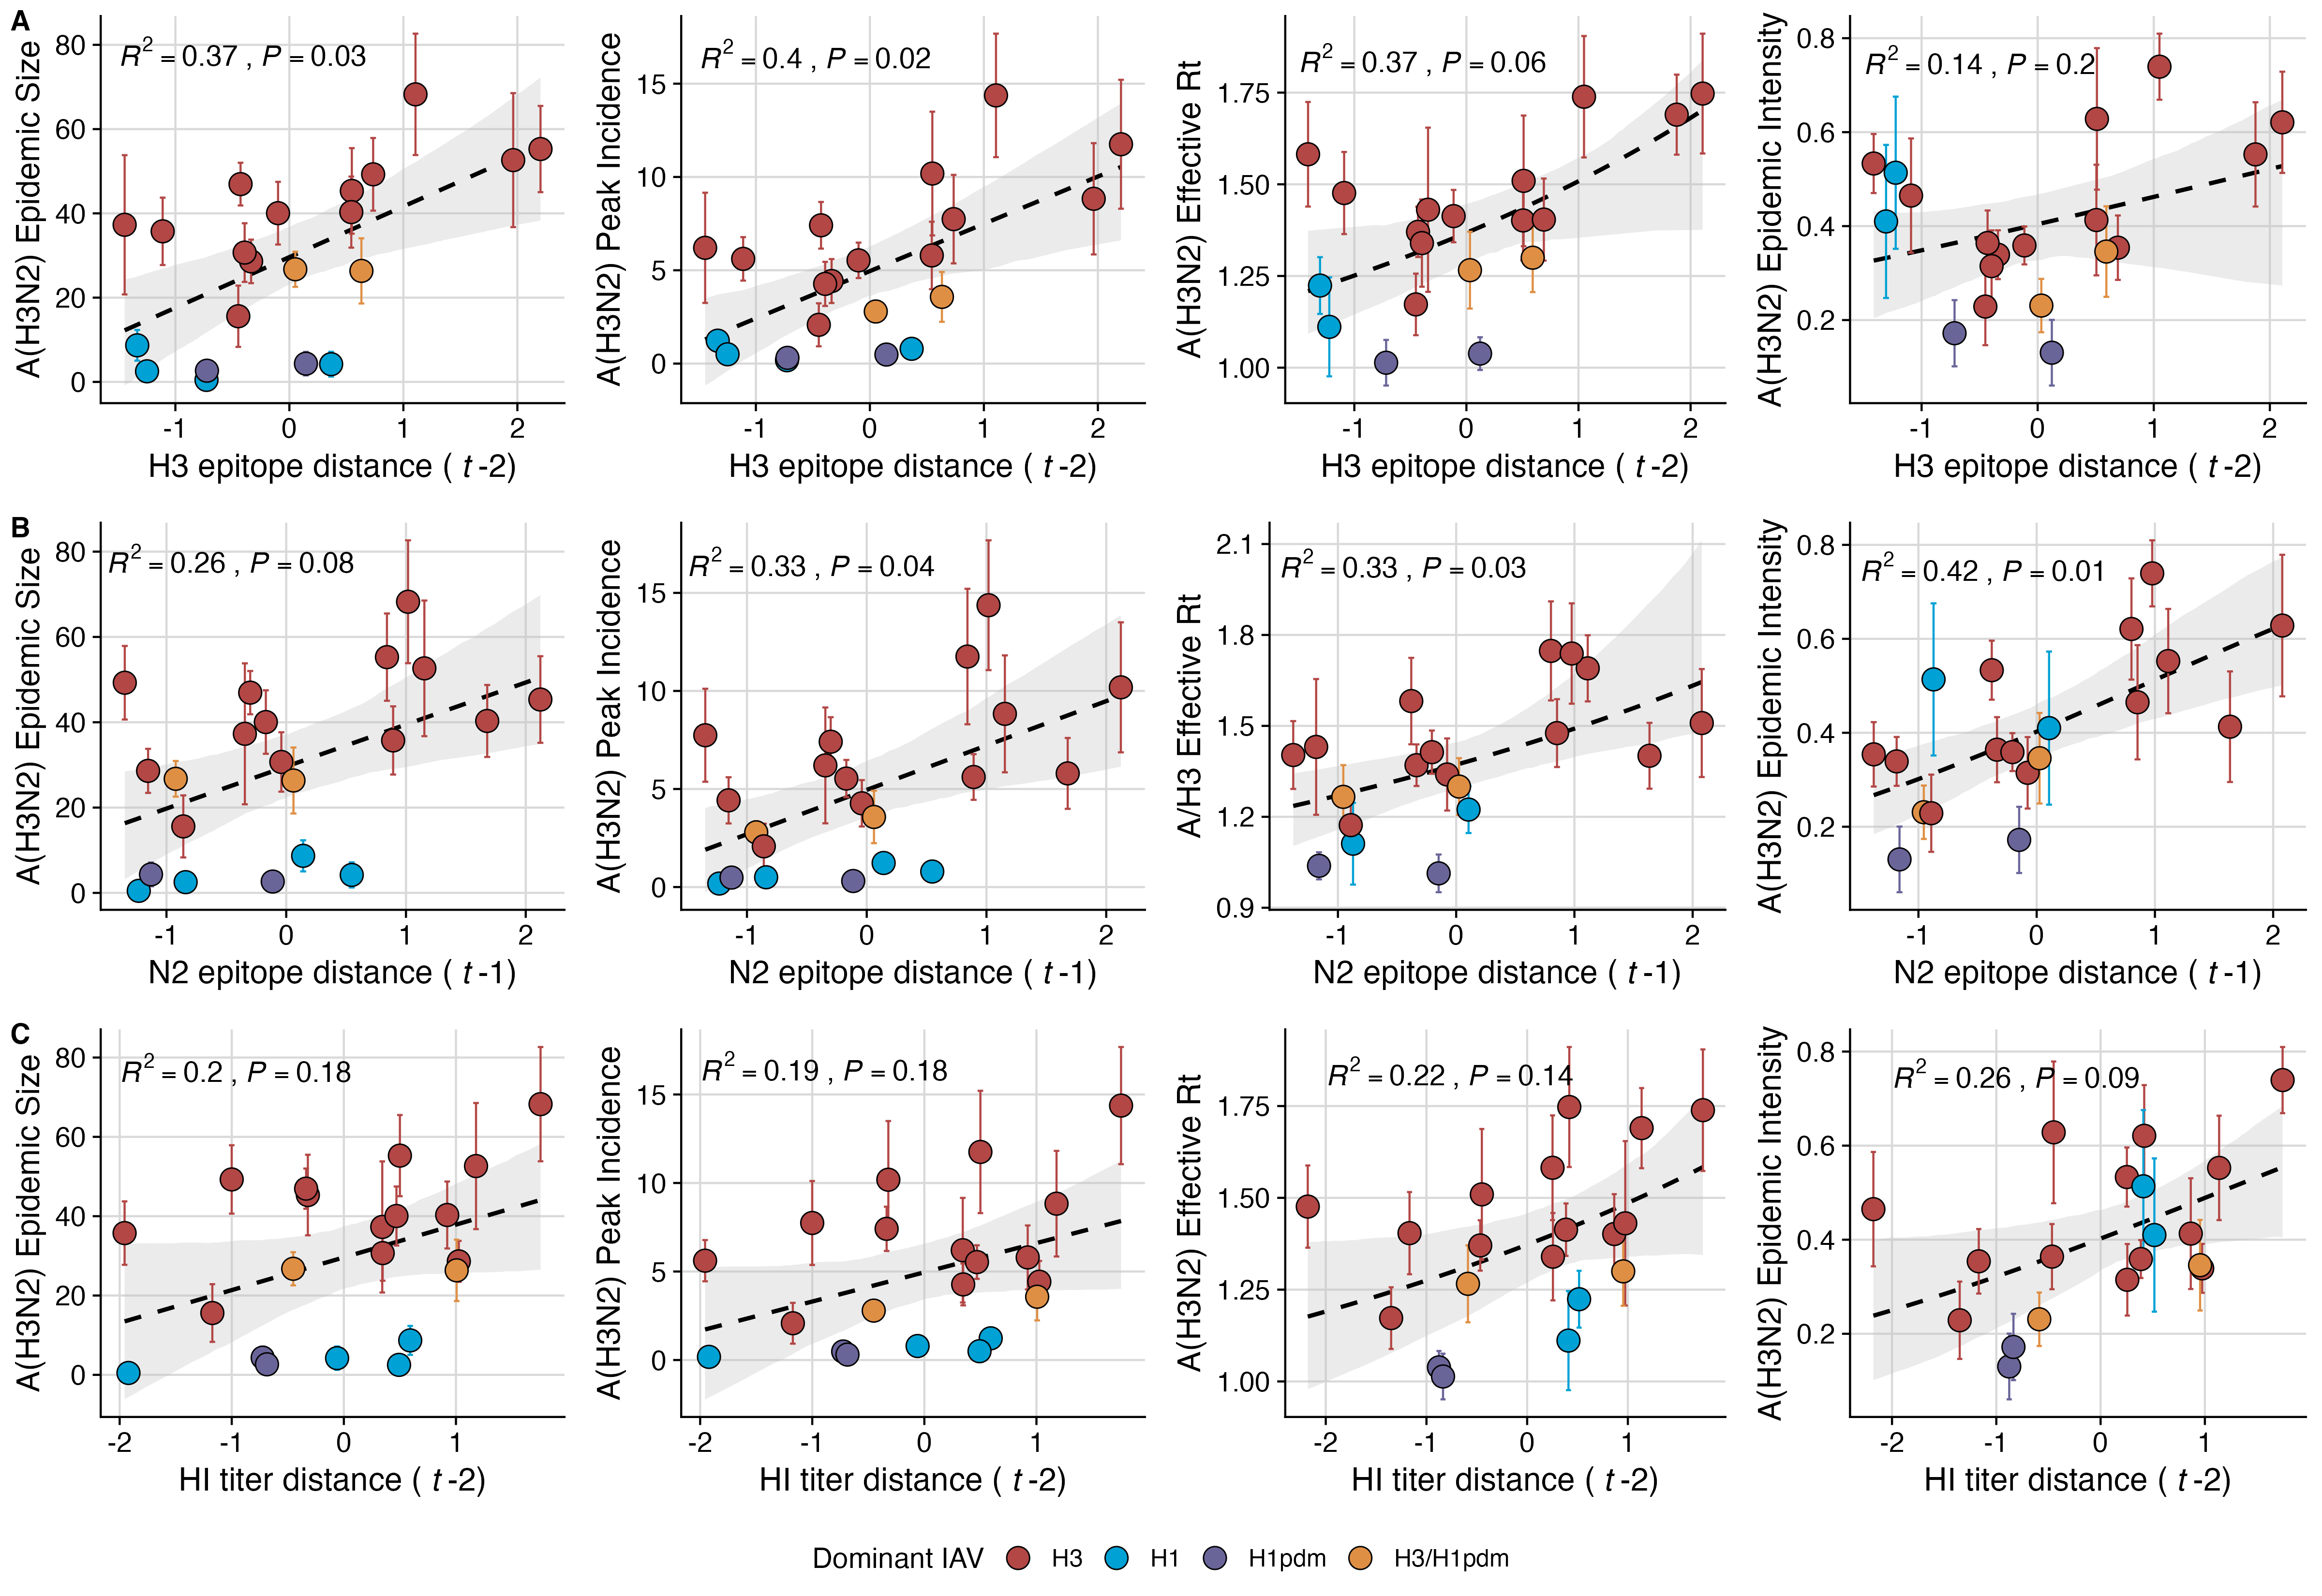 A
R² = 0.37 , P = 0.03
A(H3N2) Epidemic Size
80
60
40
20
0
-1 0 1 2
H3 epitope distance ( t -2)
R² = 0.4 , P = 0.02
A(H3N2) Peak Incidence
15
10
5
0
-1 0 1 2
H3 epitope distance ( t -2)
R² = 0.37 , P = 0.06
A(H3N2) Effective Rt
1.75
1.50
1.25
1.00
-1 0 1 2
H3 epitope distance ( t -2)
R² = 0.14 , P = 0.2
A(H3N2) Epidemic Intensity
0.8
0.6
0.4
0.2
-1 0 1 2
H3 epitope distance ( t -2)
B
R² = 0.26 , P = 0.08
A(H3N2) Epidemic Size
80
60
40
20
0
-1 0 1 2
N2 epitope distance ( t -1)
R² = 0.33 , P = 0.04
A(H3N2) Peak Incidence
15
10
5
0
-1 0 1 2
N2 epitope distance ( t -1)
R² = 0.33 , P = 0.03
A/H3 Effective Rt
2.1
1.8
1.5
1.2
0.9
-1 0 1 2
N2 epitope distance ( t -1)
R² = 0.42 , P = 0.01
A(H3N2) Epidemic Intensity
0.8
0.6
0.4
0.2
-1 0 1 2
N2 epitope distance ( t -1)
C
R² = 0.2 , P = 0.18
A(H3N2) Epidemic Size
80
60
40
20
0
-2 -1 0 1
HI titer distance ( t -2)
R² = 0.19 , P = 0.18
A(H3N2) Peak Incidence
15
10
5
0
-2 -1 0 1
HI titer distance ( t -2)
R² = 0.22 , P = 0.14
A(H3N2) Effective Rt
1.75
1.50
1.25
1.00
-2 -1 0 1
HI titer distance ( t -2)
R² = 0.26 , P = 0.09
A(H3N2) Epidemic Intensity
0.8
0.6
0.4
0.2
-2 -1 0 1
HI titer distance ( t -2)
Dominant IAV H3 H1 H1pdm H3/H1pdm